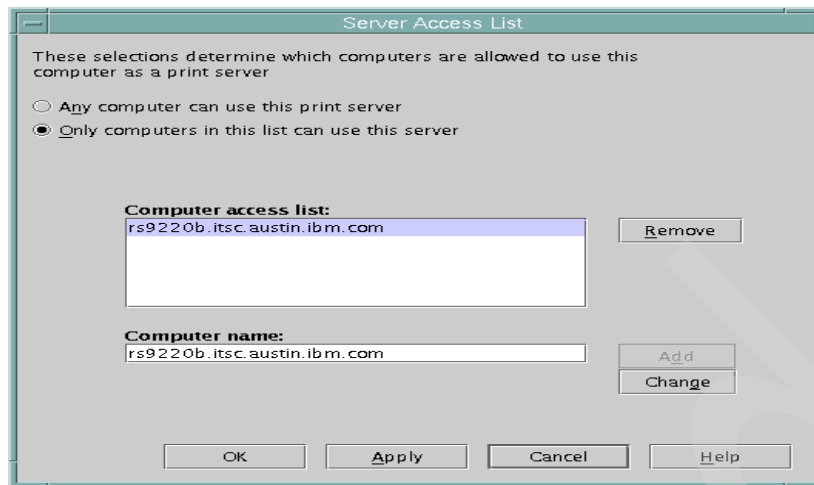 Server Access List
These selections determine which computers are allowed to use this
computer as a print server
Any computer can use this print server
Only computers in this list can use this server
Computer access list:
rs9220b.itsc.austin.ibm.com
Remove
Computer name:
rs9220b.itsc.austin.ibm.com
Add
Change
OK
Apply
Cancel
Help